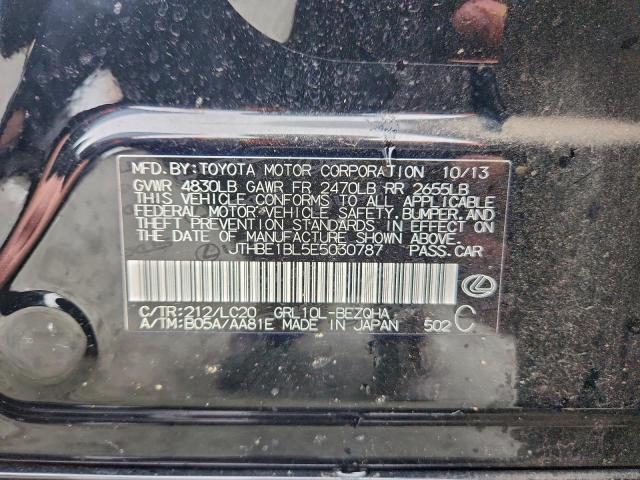 MFD.BY:TOYOTA MOTOR CORPORATION 10/13
GVWR 4830LB GAWR FR 2470LB RR 2655LB
THIS VEHICLE CONFORMS TO ALL APPLICABLE
FEDERAL MOTOR VEHICLE SAFETY,BUMPER,AND
THEFT PREVENTION STANDARDS IN EFFECT ON
THE DATE OF MANUFACTURE SHOWN ABOVE.
JTHBE1BL5E5030787 PASS.CAR
C/TR:212/LC20 GRL10L-BEZQHA
A/TM:B05A/AA81E MADE IN JAPAN 502 C